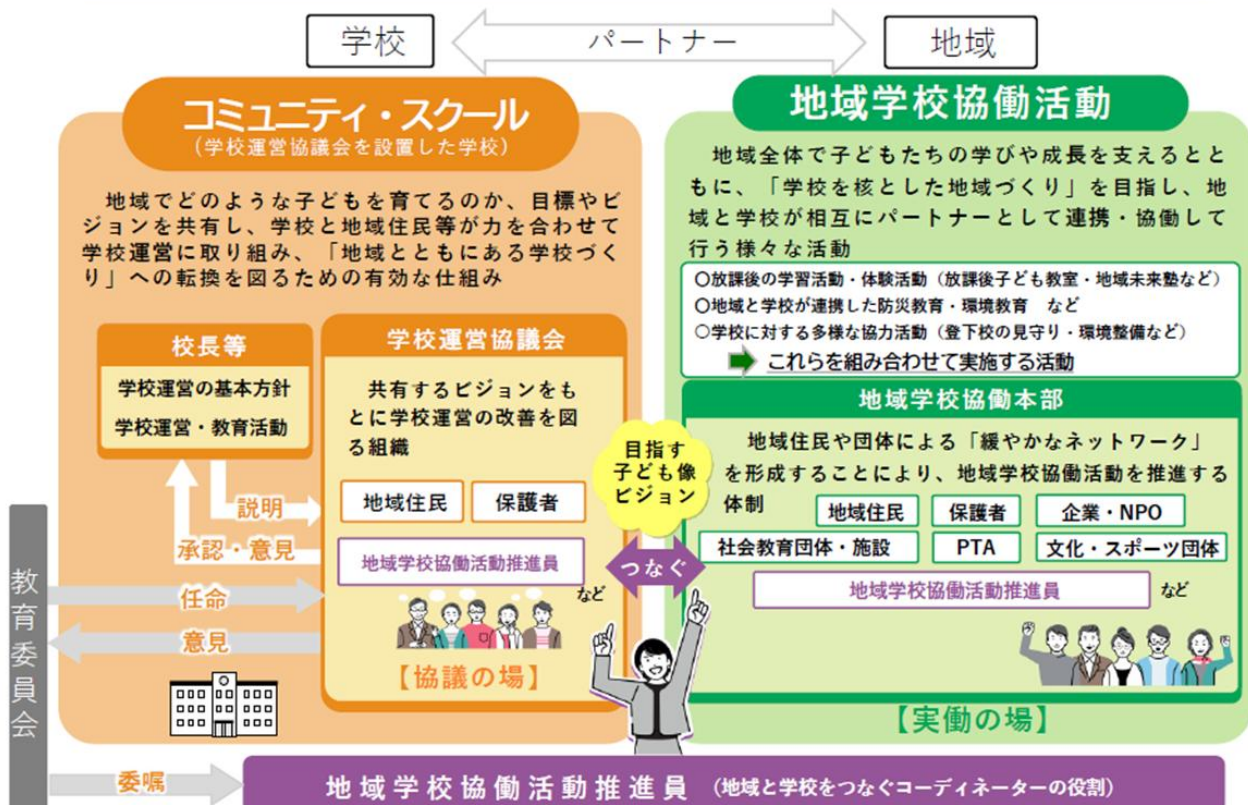 学校
パートナー
地域
コミュニティ・スクール
(学校運営協議会を設置した学校)
地域でどのような子どもを育てるのか、目標やビ
ジョンを共有し、学校と地域住民等が力を合わせて
学校運営に取り組み、「地域とともにある学校づく
り」への転換を図るための有効な仕組み
校長等
学校運営の基本方針
学校運営・教育活動
説明
承認・意見
学校運営協議会
共有するビジョンをも
とに学校運営の改善を図
る組織
地域住民
保護者
地域学校協働活動推進員
など
【協議の場】
教育委員会
任命
意見
目指す
子ども像
ビジョン
つなぐ
地域学校協働活動
地域全体で子どもたちの学びや成長を支えるとと
もに、「学校を核とした地域づくり」を目指し、地
域と学校が相互にパートナーとして連携・協働して
行う様々な活動
〇放課後の学習活動・体験活動（放課後子ども教室・地域未来塾など）
〇地域と学校が連携した防災教育・環境教育　など
〇学校に対する多様な協力活動（登下校の見守り・環境整備など）
これらを組み合わせて実施する活動
地域学校協働本部
地域住民や団体による「緩やかなネットワーク」
を形成することにより、地域学校協働活動を推進する
体制
地域住民
保護者
企業・NPO
社会教育団体・施設
PTA
文化・スポーツ団体
地域学校協働活動推進員
など
【実働の場】
委嘱
地域学校協働活動推進員（地域と学校をつなぐコーディネーターの役割）